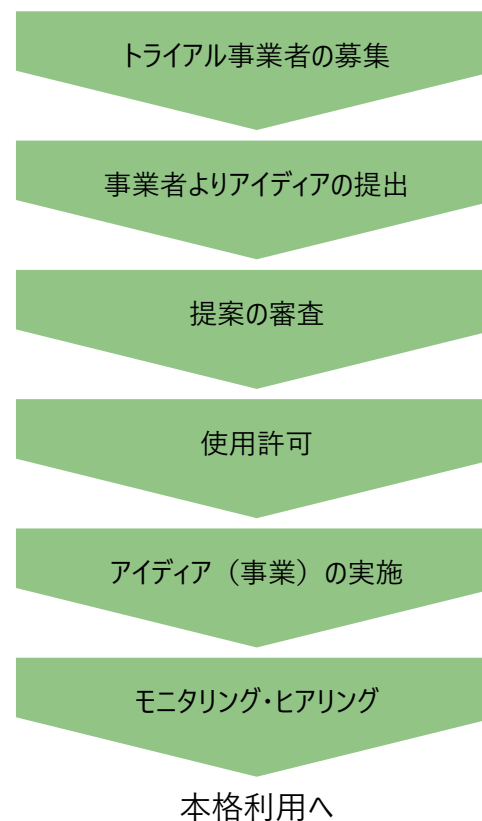 トライアル事業者の募集
事業者よりアイディアの提出
提案の審査
使用許可
アイディア（事業）の実施
モニタリング・ヒアリング
本格利用へ